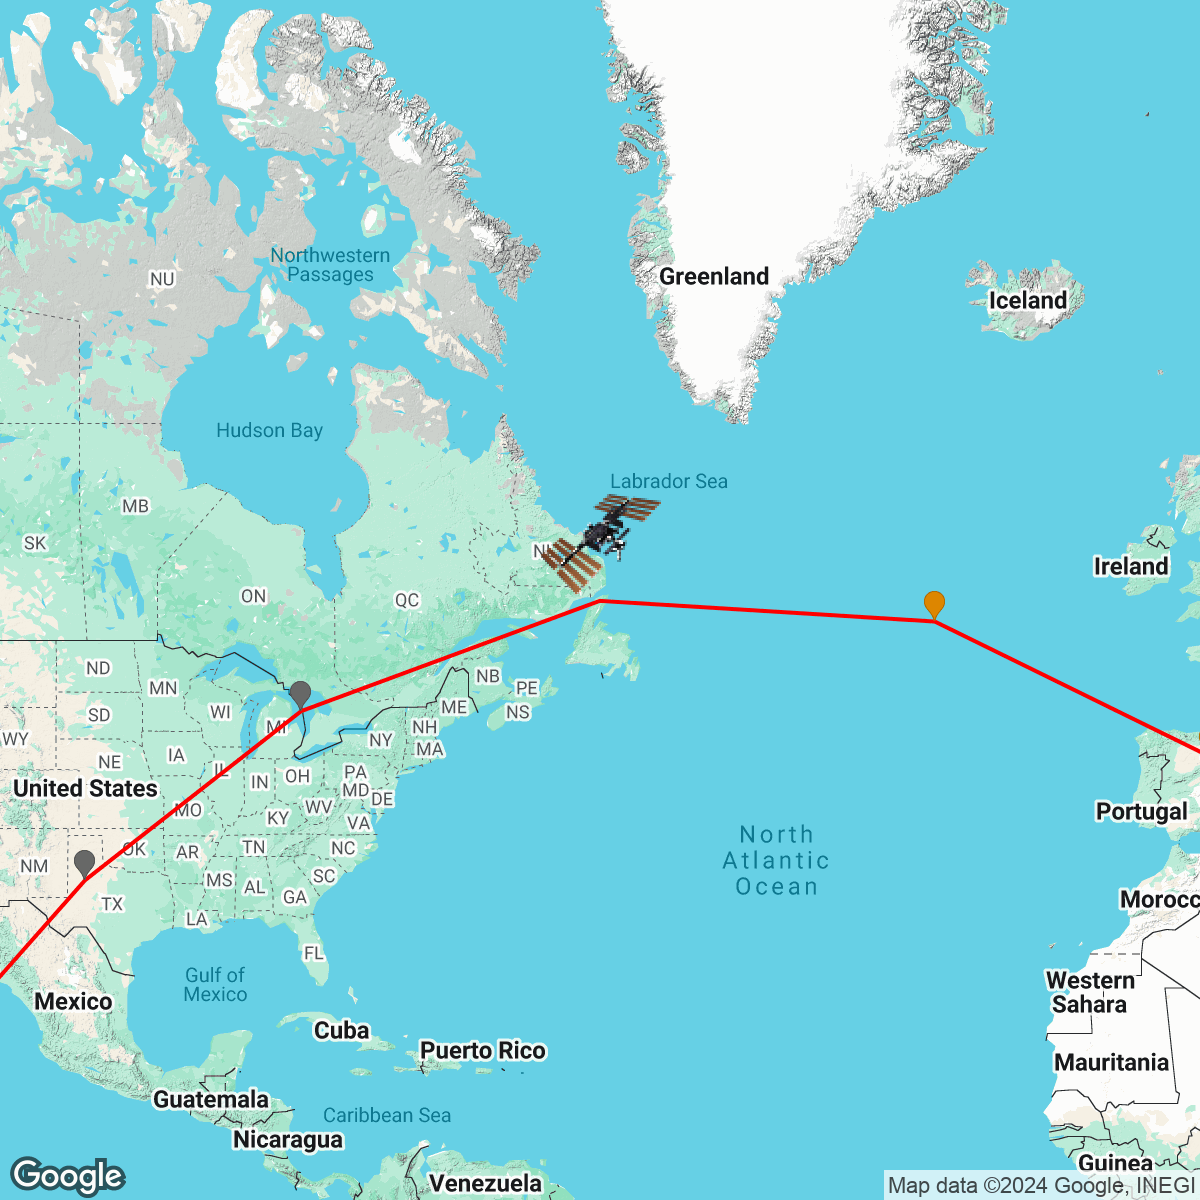 Northwestern
Passages
NU
Greenland
Iceland
Hudson Bay
Labrador Sea
MB
SK
ON
QC
Ireland
ND
MN
SD
WI
MI
NB
PE
ME
NS
WY
NE
IA
IL
IN
OH
PA
NY
NH
MA
United States
MO
KY
WV
MD
DE
VA
Portugal
NM
OK
AR
TN
NC
North
Atlantic
Ocean
TX
MS
AL
GA
SC
LA
FL
Morocc
Gulf of
Mexico
Mexico
Western
Sahara
Cuba
Puerto Rico
Mauritania
Guatemala
Caribbean Sea
Nicaragua
Guinea
Venezuela
Google
Map data ©2024 Google, INEGI